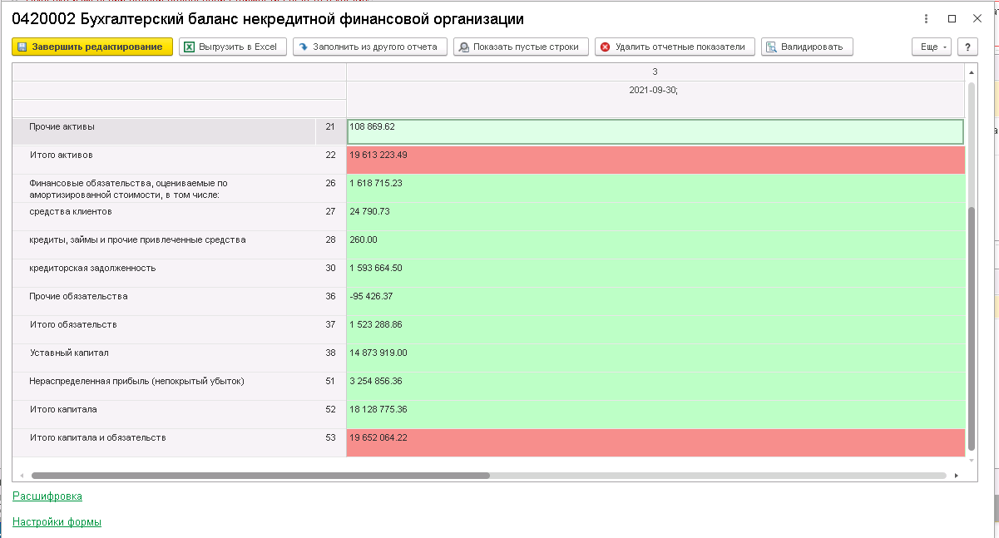 0420002 Бухгалтерский баланс некредитной финансовой организации
Завершить редактирование Выгрузить в Excel Заполнить из другого отчета Показать пустые строки Удалить отчетные показатели Валидировать Еще ?
3
2021-09-30;
Прочие активы 21 108 869.62
Итого активов 22 19 613 223.49
Финансовые обязательства, оцениваемые по 26 1 618 715.23
амортизированной стоимости, в том числе:
средства клиентов 27 24 790.73
кредиты, займы и прочие привлеченные средства 28 260.00
кредиторская задолженность 30 1 593 664.50
Прочие обязательства 36 -95 426.37
Итого обязательств 37 1 523 288.86
Уставный капитал 38 14 873 919.00
Нераспределенная прибыль (непокрытый убыток) 51 3 254 856.36
Итого капитала 52 18 128 775.36
Итого капитала и обязательств 53 19 652 064.22
Расшифровка
Настройки формы